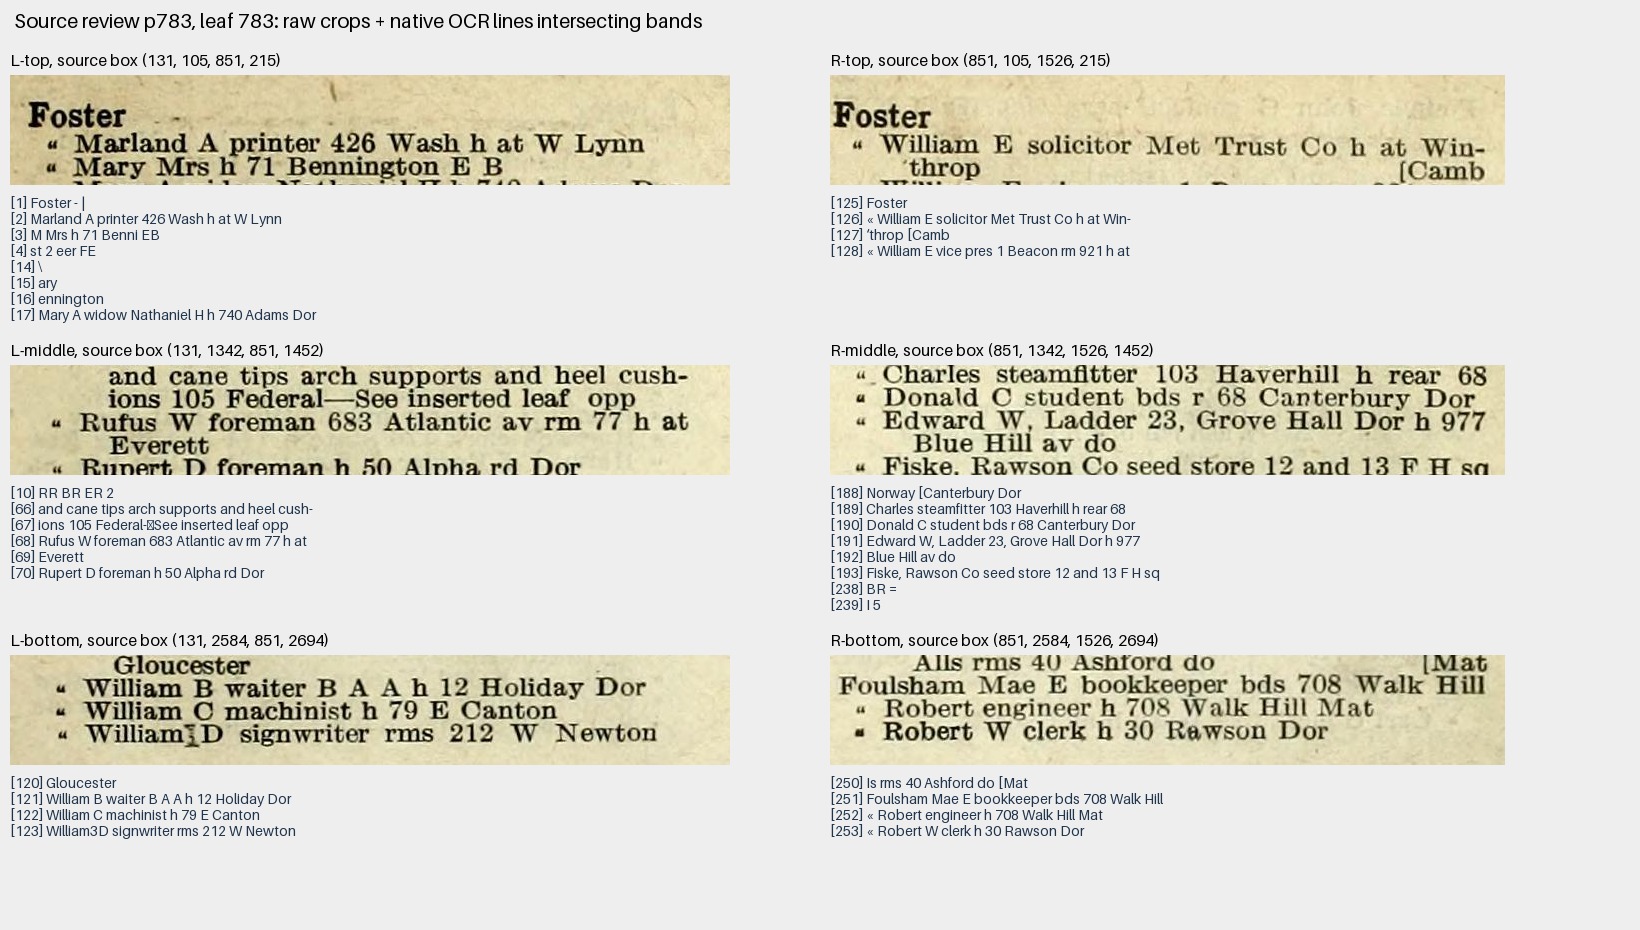 Source review p783, leaf 783: raw crops + native OCR lines intersecting bands
L-top, source box (131, 105, 851, 215)
Foster
“ Marland A printer 426 Wash h at W Lynn
“ Mary Mrs h 71 Bennington E B
[1] Foster - |
[2] Marland A printer 426 Wash h at W Lynn
[3] M Mrs h 71 Benni EB
[4] st 2 eer FE
[14] \
[15] ary
[16] ennington
[17] Mary A widow Nathaniel H h 740 Adams Dor
R-top, source box (851, 105, 1526, 215)
Foster
“ William E solicitor Met Trust Co h at Win-
throp [Camb
[125] Foster
[126] « William E solicitor Met Trust Co h at Win-
[127] ‘throp [Camb
[128] « William E vice pres 1 Beacon rm 921 h at
L-middle, source box (131, 1342, 851, 1452)
and cane tips arch supports and heel cush-
ions 105 Federal—See inserted leaf opp
“ Rufus W foreman 683 Atlantic av rm 77 h at
Everett
“ Rupert D foreman h 50 Alpha rd Dor
[10] RR BR ER 2
[66] and cane tips arch supports and heel cush-
[67] ions 105 Federal-See inserted leaf opp
[68] Rufus W foreman 683 Atlantic av rm 77 h at
[69] Everett
[70] Rupert D foreman h 50 Alpha rd Dor
R-middle, source box (851, 1342, 1526, 1452)
“ Charles steamfitter 103 Haverhill h rear 68
“ Donald C student bds r 68 Canterbury Dor
“ Edward W, Ladder 23, Grove Hall Dor h 977
Blue Hill av do
“ Fiske, Rawson Co seed store 12 and 13 F H sq
[188] Norway [Canterbury Dor
[189] Charles steamfitter 103 Haverhill h rear 68
[190] Donald C student bds r 68 Canterbury Dor
[191] Edward W, Ladder 23, Grove Hall Dor h 977
[192] Blue Hill av do
[193] Fiske, Rawson Co seed store 12 and 13 F H sq
[238] BR =
[239] I 5
L-bottom, source box (131, 2584, 851, 2694)
Gloucester
“ William B waiter B A A h 12 Holiday Dor
“ William C machinist h 79 E Canton
“ William D signwriter rms 212 W Newton
[120] Gloucester
[121] William B waiter B A A h 12 Holiday Dor
[122] William C machinist h 79 E Canton
[123] William3D signwriter rms 212 W Newton
R-bottom, source box (851, 2584, 1526, 2694)
Alls rms 40 Ashford do [Mat
Foulsham Mae E bookkeeper bds 708 Walk Hill
“ Robert engineer h 708 Walk Hill Mat
“ Robert W clerk h 30 Rawson Dor
[250] ls rms 40 Ashford do [Mat
[251] Foulsham Mae E bookkeeper bds 708 Walk Hill
[252] « Robert engineer h 708 Walk Hill Mat
[253] « Robert W clerk h 30 Rawson Dor